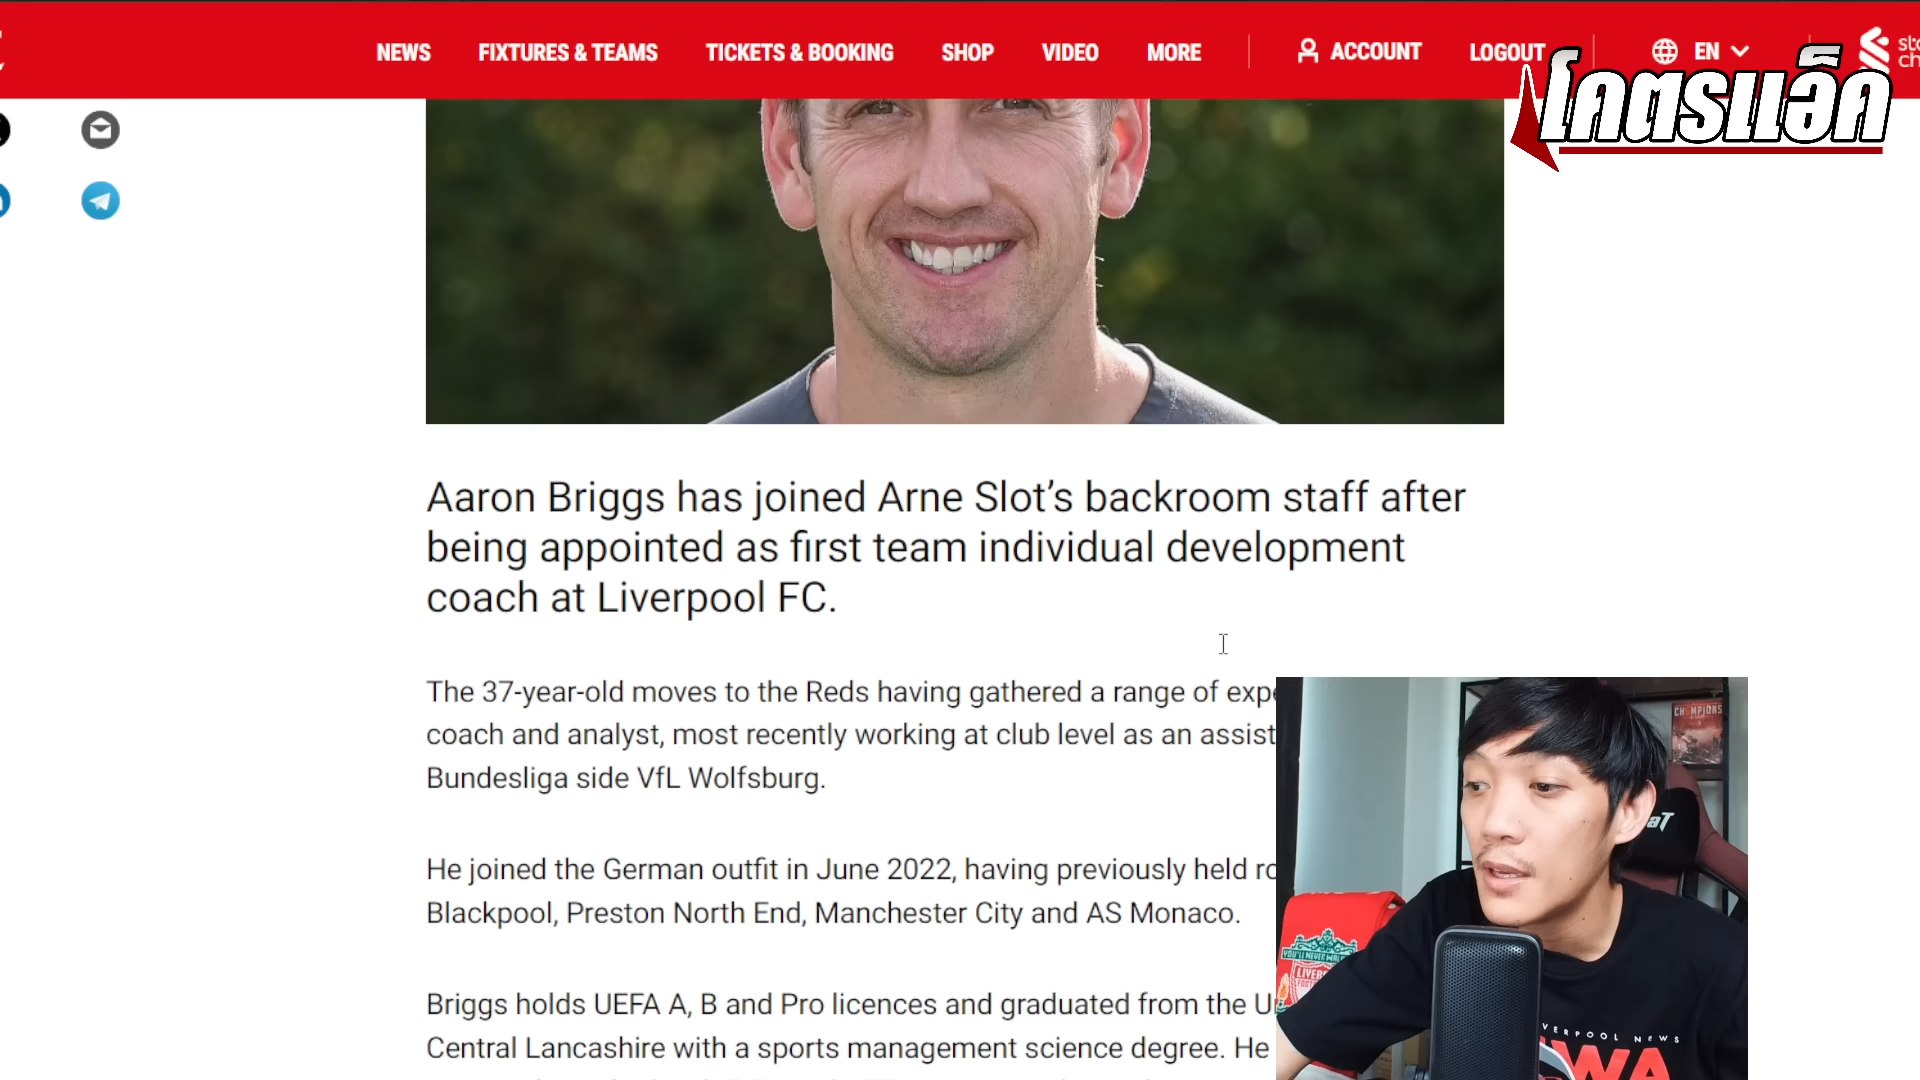 NEWS FIXTURES & TEAMS TICKETS & BOOKING SHOP VIDEO MORE ACCOUNT LOGOUT EN
โคตรแอ็ค
Aaron Briggs has joined Arne Slot’s backroom staff after
being appointed as first team individual development
coach at Liverpool FC.
The 37-year-old moves to the Reds having gathered a range of
coach and analyst, most recently working at club level as an
Bundesliga side VfL Wolfsburg.
He joined the German outfit in June 2022, having previously held
Blackpool, Preston North End, Manchester City and AS Monaco.
Briggs holds UEFA A, B and Pro licences and graduated from the
Central Lancashire with a sports management science degree. He
CHAMPIONS
YOU'LL NEVER